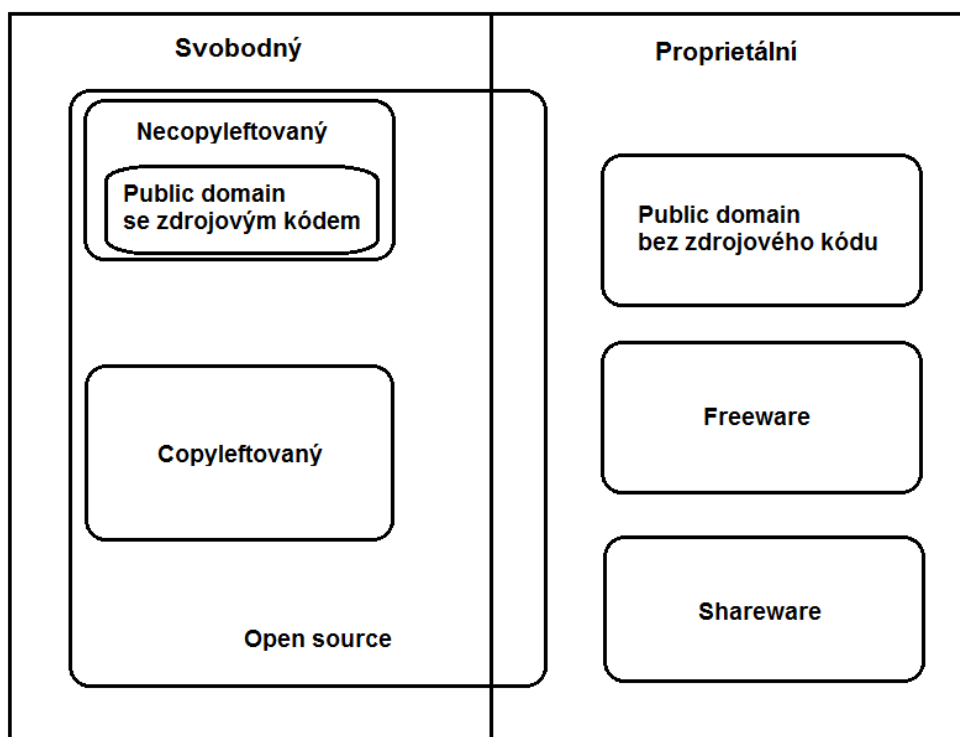 Svobodný
Proprietální
Necopyleftovaný
Public domain
se zdrojovým kódem
Public domain
bez zdrojového kódu
Copyleftovaný
Freeware
Open source
Shareware